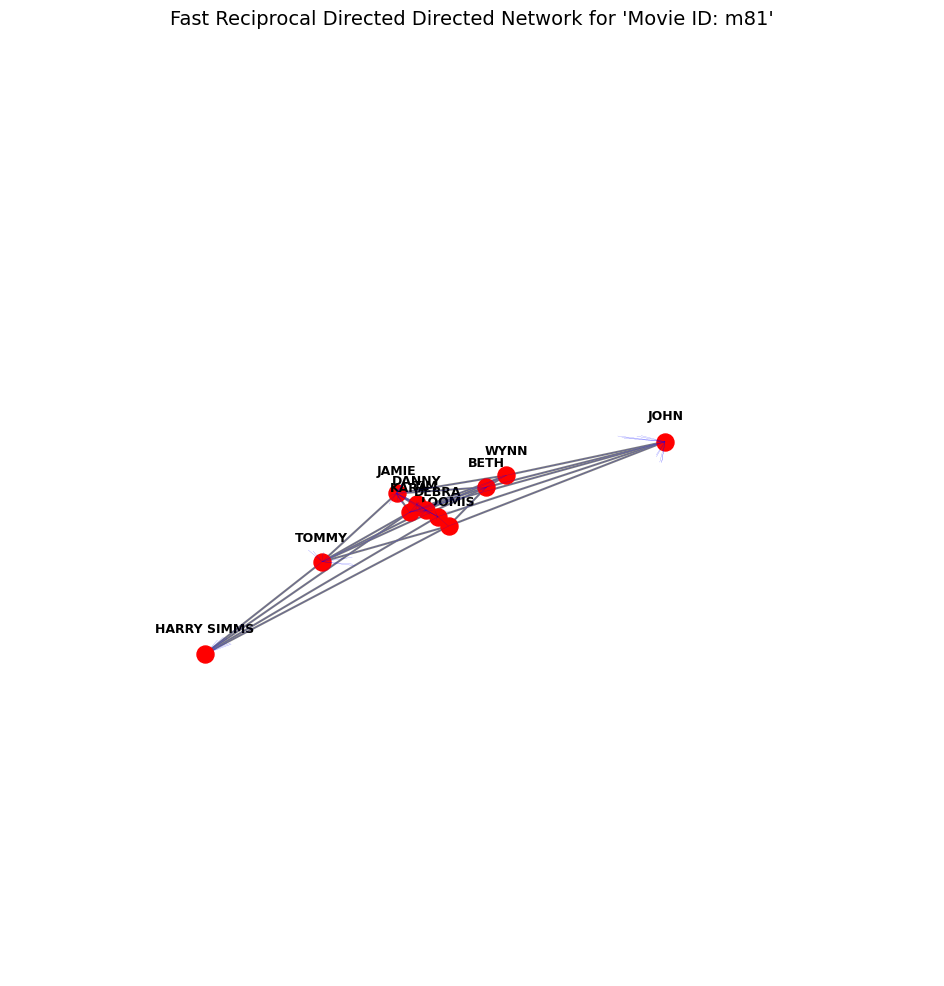 Fast Reciprocal Directed Directed Network for 'Movie ID: m81'
JOHN
WYNN
BETH
JAMIE
DANNY
KARA
DEBRA
LOOMIS
TOMMY
HARRY SIMMS